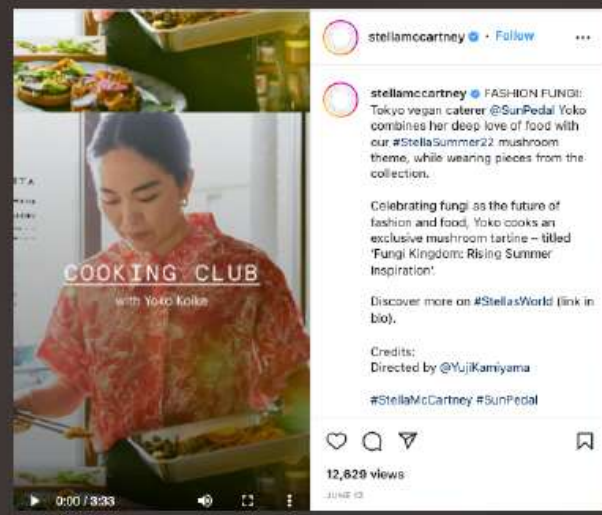 COOKING CLUB
with Yoko Koike
0:00 / 3:33
stellamccartney • Follow
stellamccartney FASHION FUNGI:
Tokyo vegan caterer @SunPedal Yoko
combines her deep love of food with
our #StellaSummer22 mushroom
theme, while wearing pieces from the
collection.
Celebrating fungi as the future of
fashion and food, Yoko cooks an
exclusive mushroom tartine – titled
'Fungi Kingdom: Rising Summer
Inspiration'.
Discover more on #StellasWorld (link in
bio).
Credits:
Directed by @YujiKamiyama
#StellaMcCartney #SunPedal
12,629 views